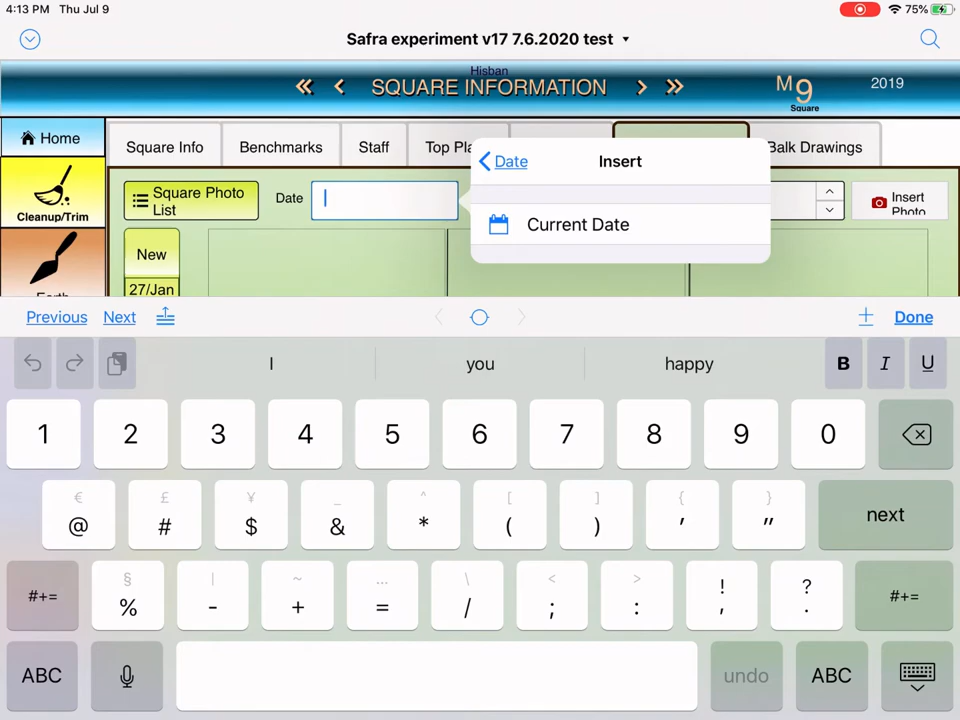 4:13 PM Thu Jul 9
75%
Safra experiment v17 7.6.2020 test
Hisban
« < SQUARE INFORMATION > »
M9
Square
2019
Home
Square Info
Benchmarks
Staff
Top Pla
Balk Drawings
Date
Insert
Current Date
Cleanup/Trim
Square Photo
List
Date
Insert
Photo
New
27/Jan
Previous
Next
Done
I
you
happy
B I U
1 2 3 4 5 6 7 8 9 0
€ £ ¥ _ ^ [ ] { }
@ # $ & * ( ) ' "
next
§ | ~ … \ < > ! ?
#+= % - + = / ; : , . #+=
ABC
undo
ABC